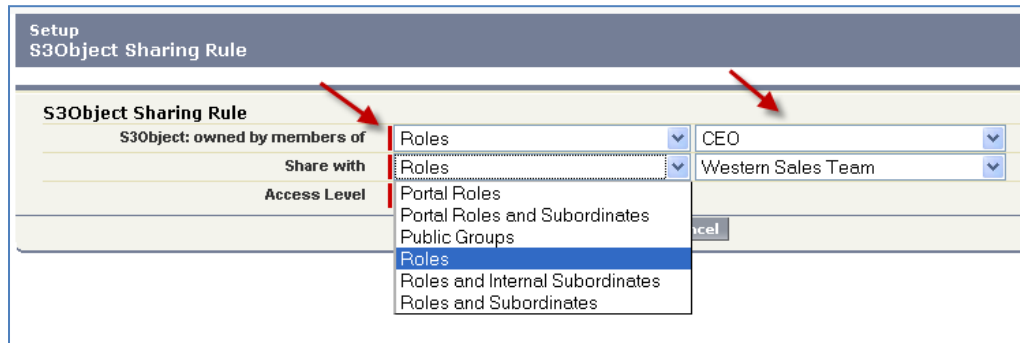 Setup
S3Object Sharing Rule
S3Object Sharing Rule
S3Object: owned by members of Roles CEO
Share with Roles Western Sales Team
Access Level
Portal Roles
Portal Roles and Subordinates
Public Groups
Roles
Roles and Internal Subordinates
Roles and Subordinates